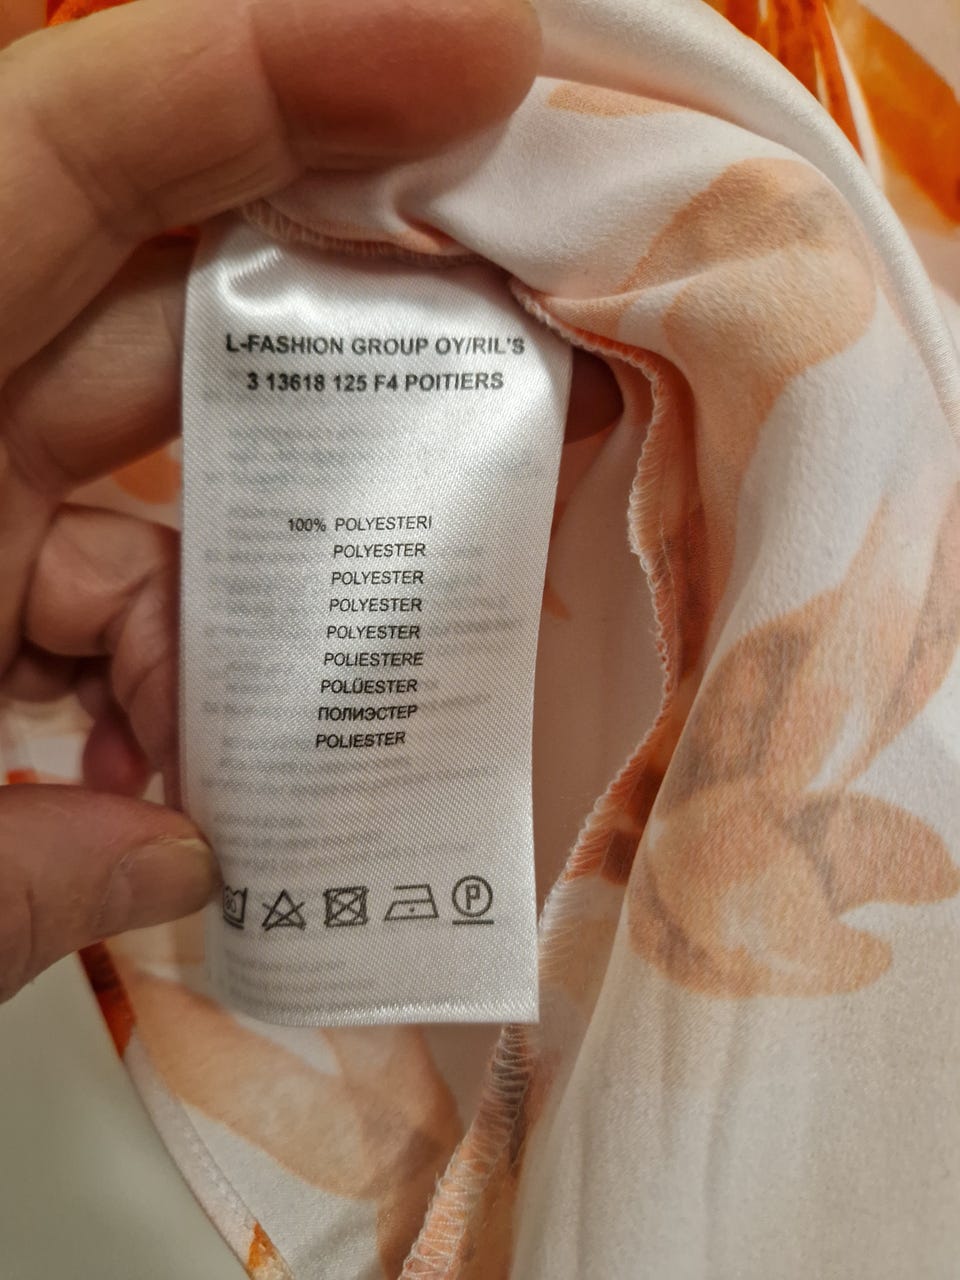 L-FASHION GROUP OY/RIL'S
3 13618 125 F4 POITIERS
100% POLYESTERI
POLYESTER
POLYESTER
POLYESTER
POLYESTER
POLIESTERE
POLÜESTER
ПОЛИЭСТЕР
POLIESTER
P